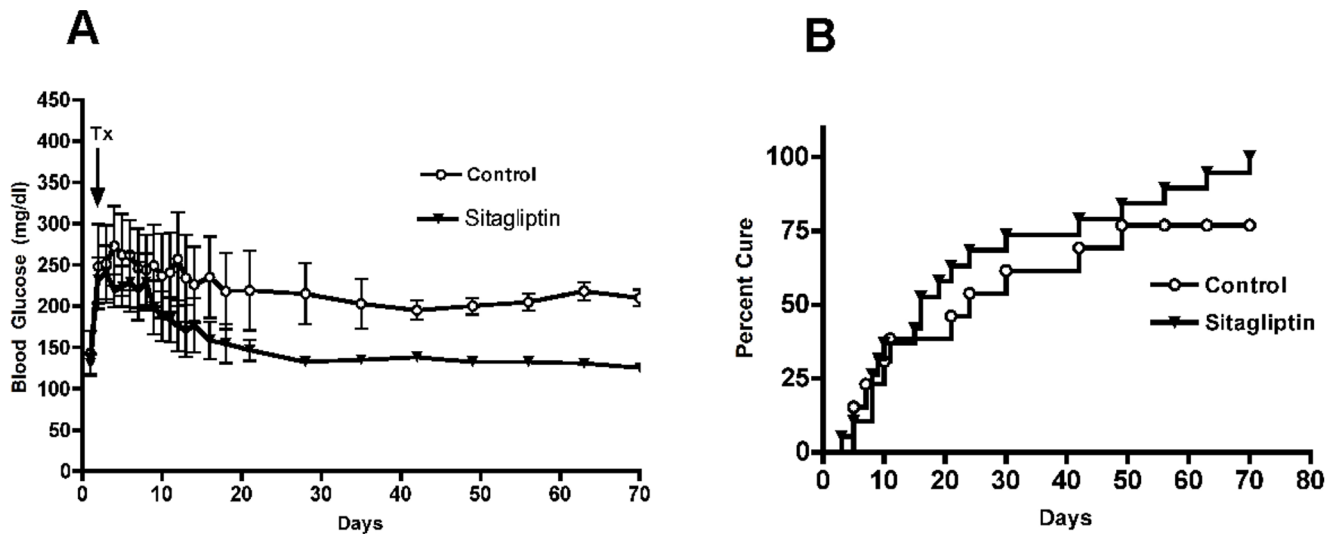 A
450
400
350
300
250
200
150
100
50
0
Blood Glucose (mg/dl)
Tx
Control
Sitagliptin
0 10 20 30 40 50 60 70
Days
B
100
75
50
25
0
Percent Cure
Control
Sitagliptin
0 10 20 30 40 50 60 70 80
Days